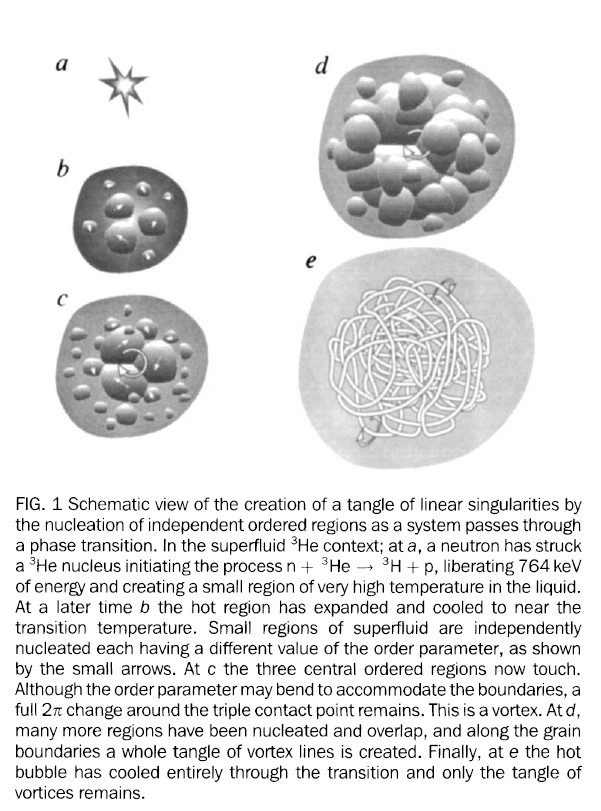 a
b
c
d
e
FIG. 1 Schematic view of the creation of a tangle of linear singularities by
the nucleation of independent ordered regions as a system passes through
a phase transition. In the superfluid ³He context; at a, a neutron has struck
a ³He nucleus initiating the process n + ³He → ³H + p, liberating 764 keV
of energy and creating a small region of very high temperature in the liquid.
At a later time b the hot region has expanded and cooled to near the
transition temperature. Small regions of superfluid are independently
nucleated each having a different value of the order parameter, as shown
by the small arrows. At c the three central ordered regions now touch.
Although the order parameter may bend to accommodate the boundaries, a
full 2π change around the triple contact point remains. This is a vortex. At d,
many more regions have been nucleated and overlap, and along the grain
boundaries a whole tangle of vortex lines is created. Finally, at e the hot
bubble has cooled entirely through the transition and only the tangle of
vortices remains.